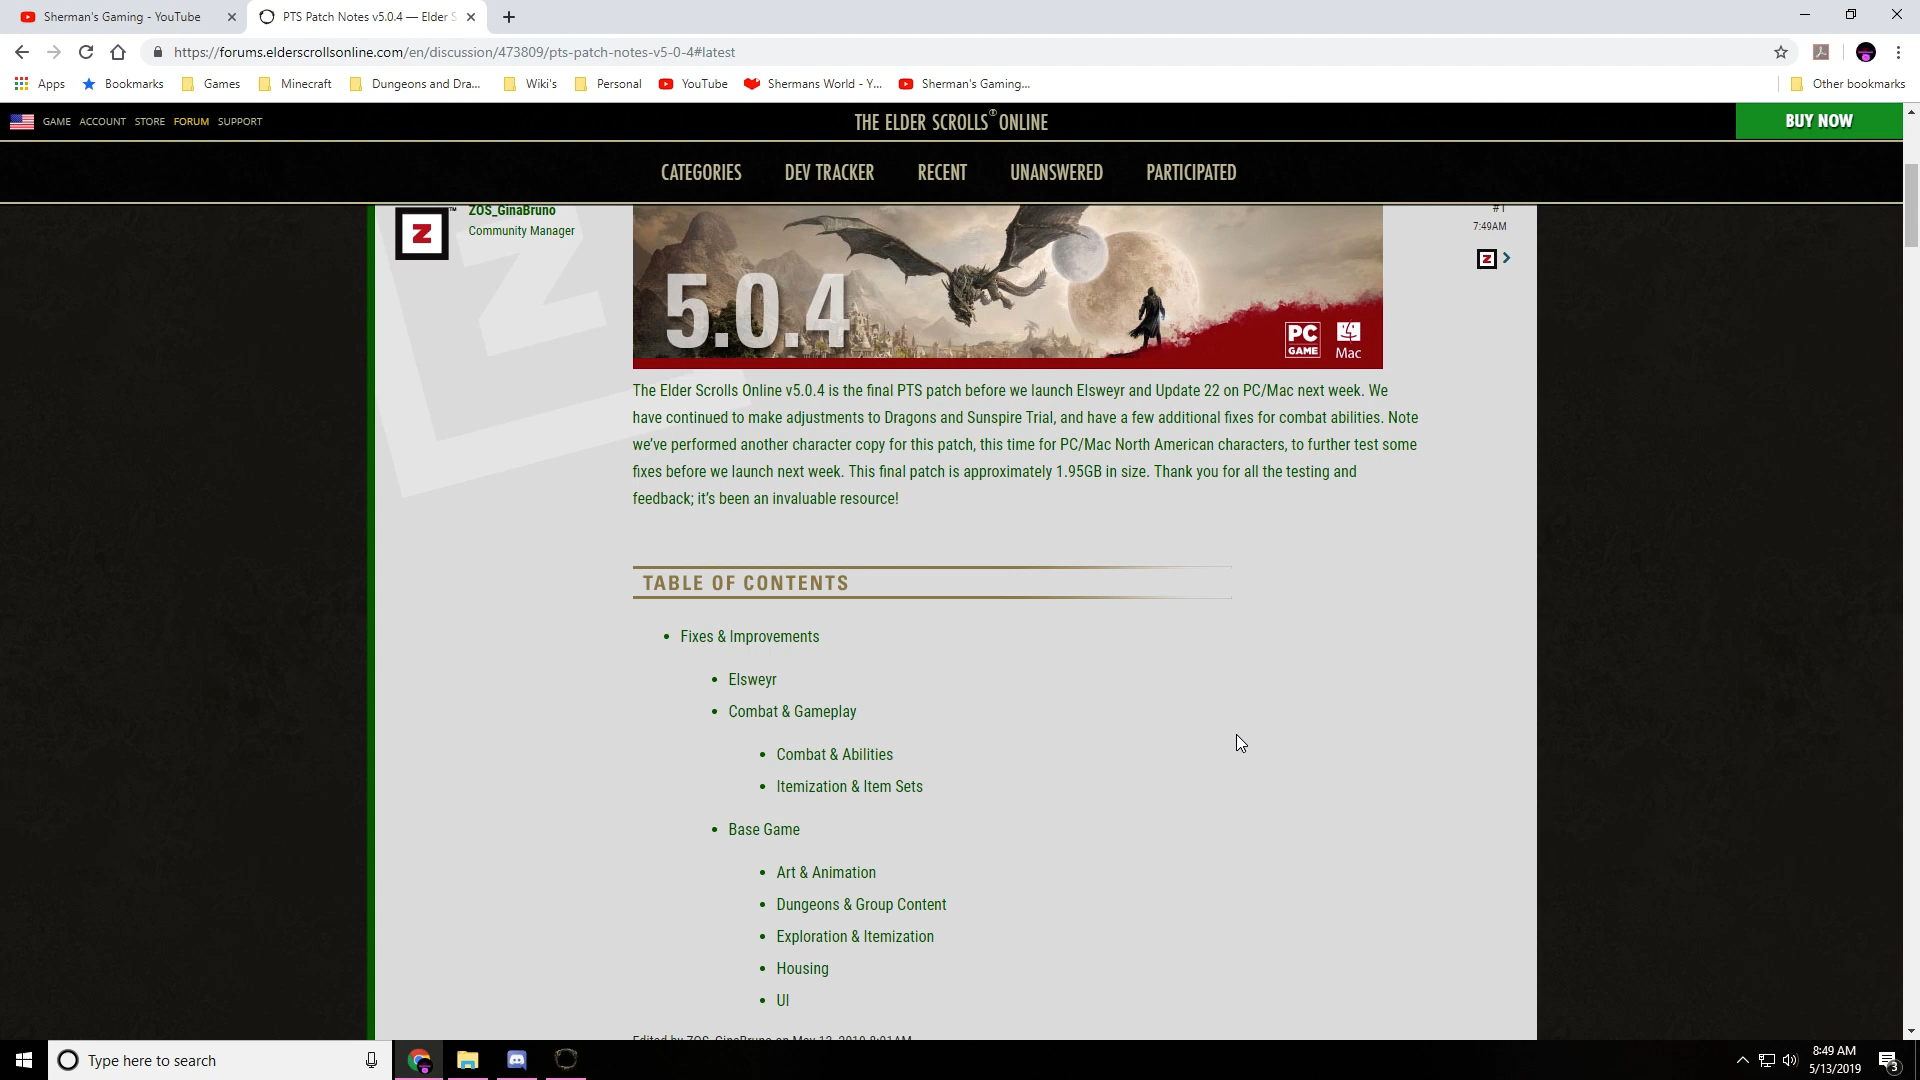 Sherman's Gaming - YouTube
PTS Patch Notes v5.0.4 — Elder S
https://forums.elderscrollsonline.com/en/discussion/473809/pts-patch-notes-v5-0-4#latest
Apps Bookmarks Games Minecraft Dungeons and Dra... Wiki's Personal YouTube Shermans World - Y... Sherman's Gaming... Other bookmarks
GAME ACCOUNT STORE FORUM SUPPORT THE ELDER SCROLLS® ONLINE BUY NOW
CATEGORIES DEV TRACKER RECENT UNANSWERED PARTICIPATED
ZOS_GinaBruno
Community Manager
#1
7:49AM
5.0.4
PC GAME Mac
The Elder Scrolls Online v5.0.4 is the final PTS patch before we launch Elsweyr and Update 22 on PC/Mac next week. We
have continued to make adjustments to Dragons and Sunspire Trial, and have a few additional fixes for combat abilities. Note
we've performed another character copy for this patch, this time for PC/Mac North American characters, to further test some
fixes before we launch next week. This final patch is approximately 1.95GB in size. Thank you for all the testing and
feedback; it's been an invaluable resource!
TABLE OF CONTENTS
• Fixes & Improvements
• Elsweyr
• Combat & Gameplay
• Combat & Abilities
• Itemization & Item Sets
• Base Game
• Art & Animation
• Dungeons & Group Content
• Exploration & Itemization
• Housing
• UI
Edited by ZOS_GinaBruno on May 13, 2019 8:01AM
Type here to search
8:49 AM
5/13/2019
3